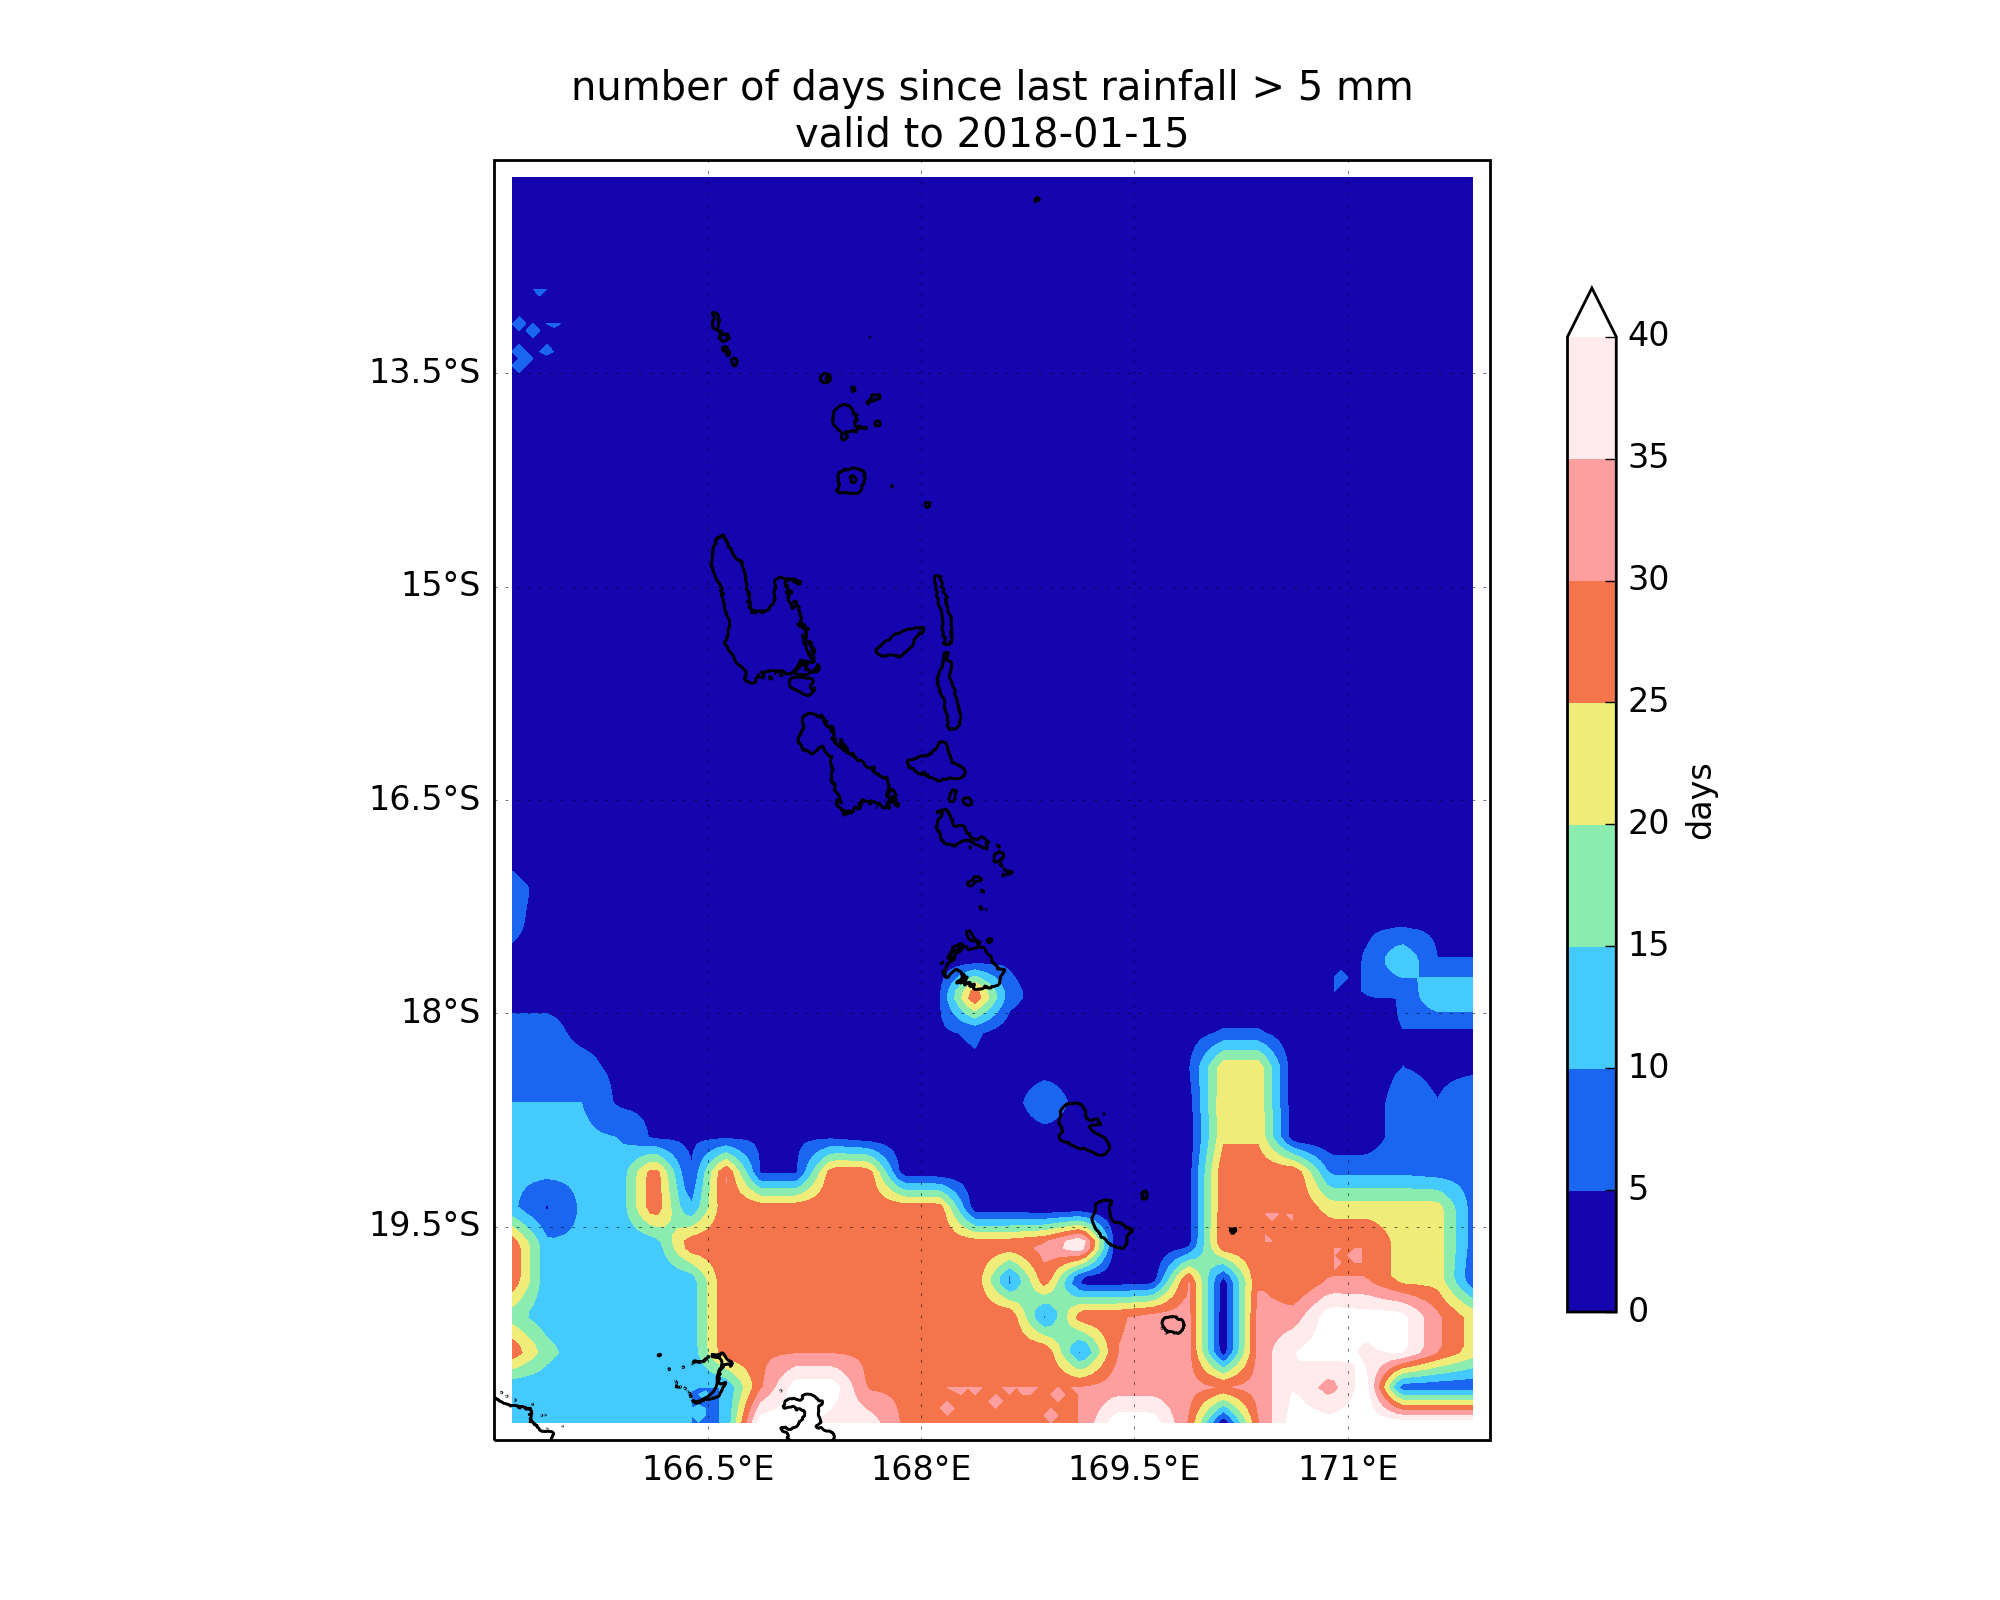 number of days since last rainfall > 5 mm
valid to 2018-01-15
13.5°S
15°S
16.5°S
18°S
19.5°S
166.5°E
168°E
169.5°E
171°E
40
35
30
25
20
15
10
5
0
days